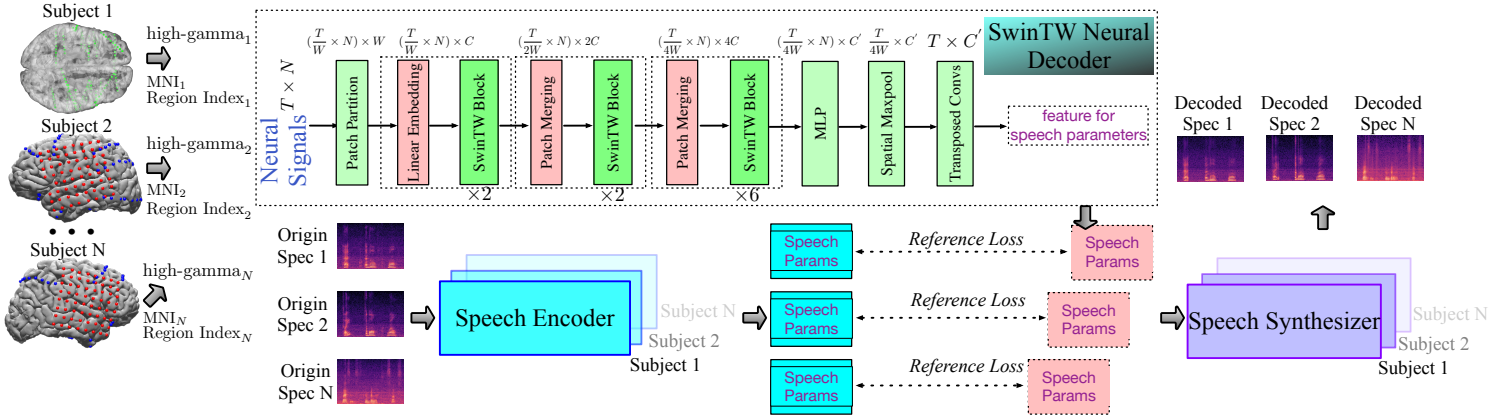 Subject 1
high-gamma₁
MNI₁
Region Index₁
Subject 2
high-gamma₂
MNI₂
Region Index₂
• • •
Subject N
high-gamma_N
MNI_N
Region Index_N
Neural
Signals
T × N
(T/W × N) × W
(T/W × N) × C
(T/2W × N) × 2C
(T/4W × N) × 4C
(T/4W × N) × C′
T/4W × C′
T × C′
Patch Partition
Linear Embedding
SwinTW Block
×2
Patch Merging
SwinTW Block
×2
Patch Merging
SwinTW Block
×6
MLP
Spatial Maxpool
Transposed Convs
SwinTW Neural
Decoder
feature for
speech parameters
Origin
Spec 1
Origin
Spec 2
Origin
Spec N
Speech Encoder
Subject N
Subject 2
Subject 1
Speech
Params
Reference Loss
Speech
Params
Speech
Params
Reference Loss
Speech
Params
Speech
Params
Reference Loss
Speech
Params
Decoded
Spec 1
Decoded
Spec 2
Decoded
Spec N
Speech Synthesizer
Subject N
Subject 2
Subject 1